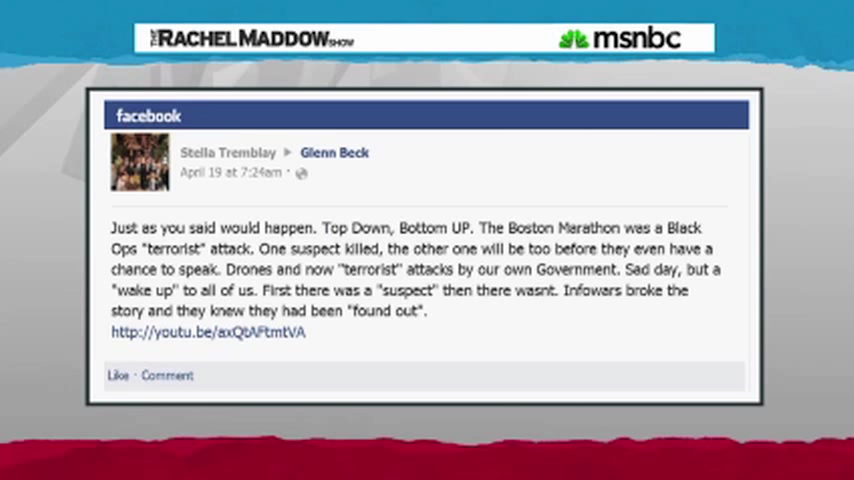 THE RACHEL MADDOW SHOW
msnbc
facebook
Stella Tremblay ▶ Glenn Beck
April 19 at 7:24am ·
Just as you said would happen. Top Down, Bottom UP. The Boston Marathon was a Black
Ops "terrorist" attack. One suspect killed, the other one will be too before they even have a
chance to speak. Drones and now "terrorist" attacks by our own Government. Sad day, but a
"wake up" to all of us. First there was a "suspect" then there wasnt. Infowars broke the
story and they knew they had been "found out".
http://youtu.be/axQtAFtmtVA
Like · Comment